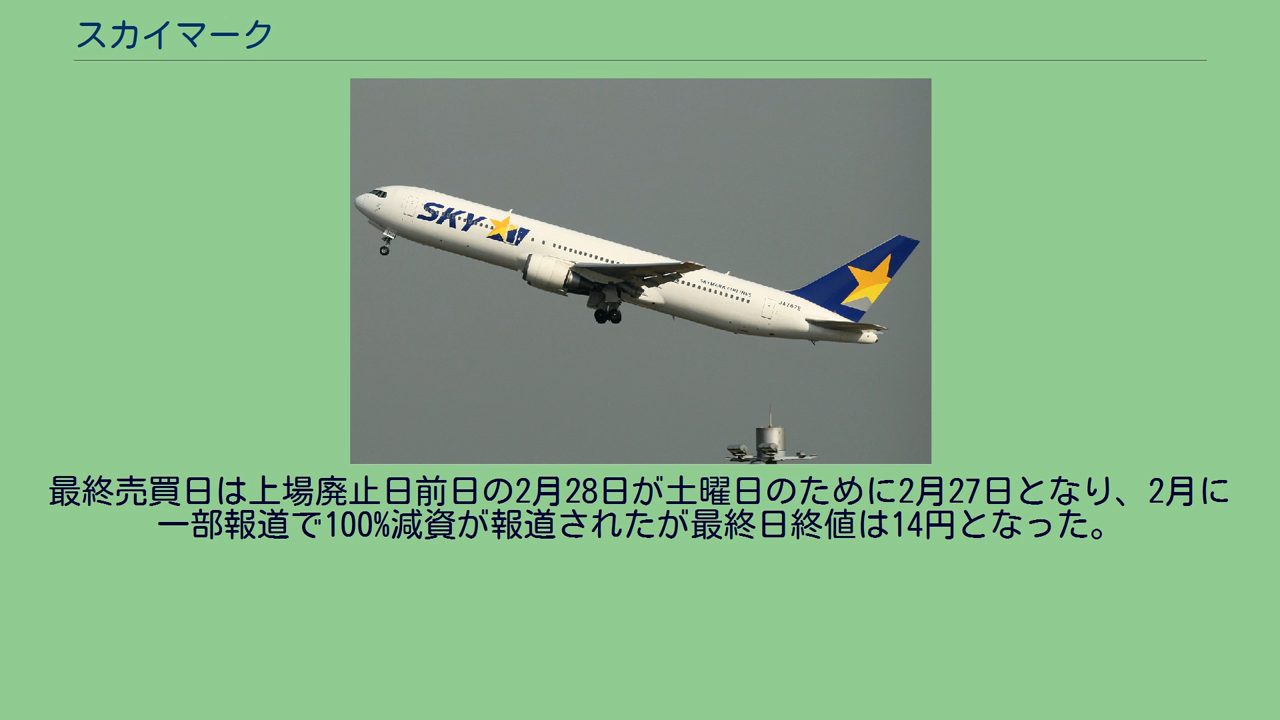 スカイマーク
SKY
SKYMARK AIRLINES
最終売買日は上場廃止日前日の2月28日が土曜日のために2月27日となり、2月に
一部報道で100%減資が報道されたが最終日終値は14円となった。